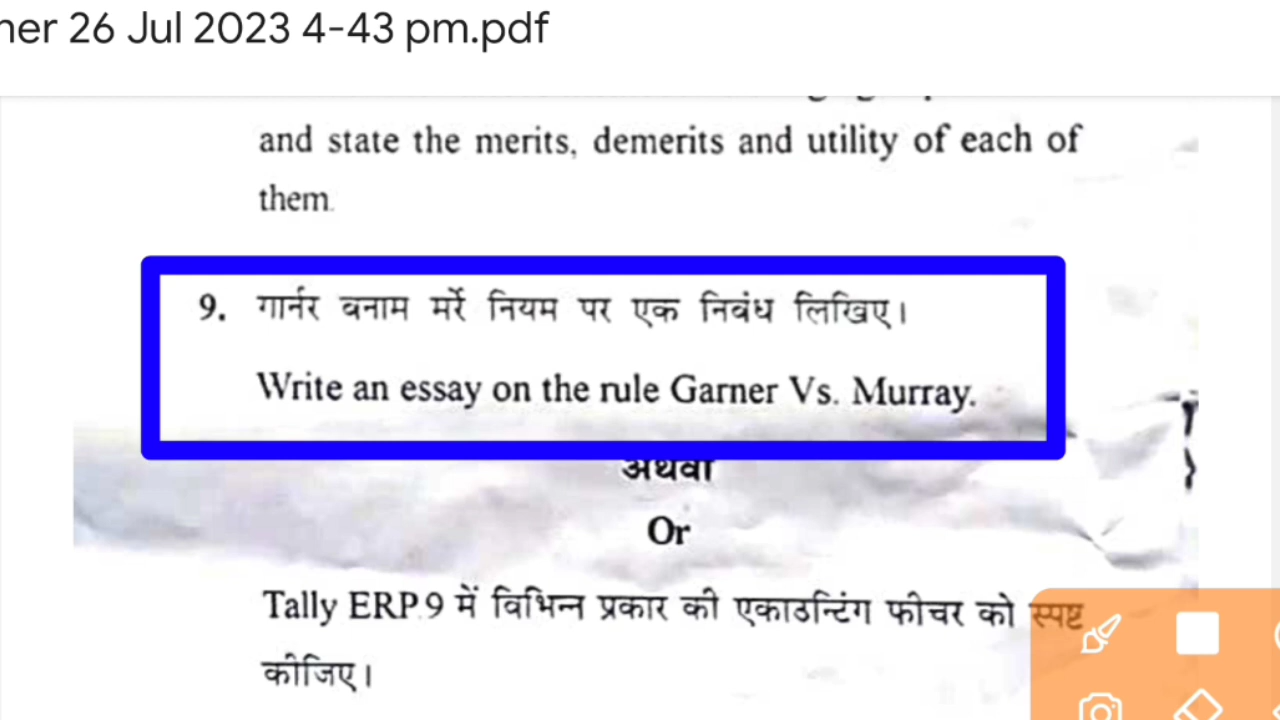 ner 26 Jul 2023 4-43 pm.pdf
and state the merits, demerits and utility of each of
them.
9. गार्नर बनाम मर्रे नियम पर एक निबंध लिखिए।
Write an essay on the rule Garner Vs. Murray.
अथवा
Or
Tally ERP.9 में विभिन्न प्रकार की एकाउन्टिंग फीचर को स्पष्ट
कीजिए।